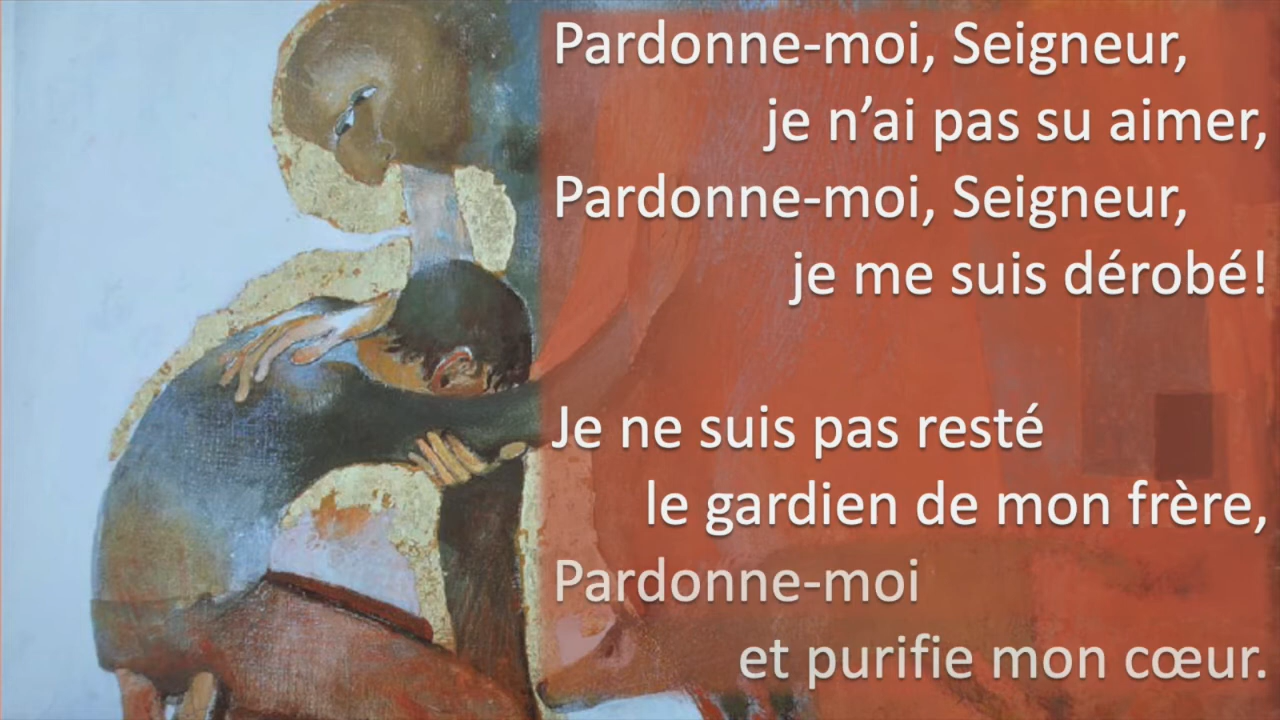 Pardonne-moi, Seigneur,
je n’ai pas su aimer,
Pardonne-moi, Seigneur,
je me suis dérobé!
Je ne suis pas resté
le gardien de mon frère,
Pardonne-moi
et purifie mon cœur.